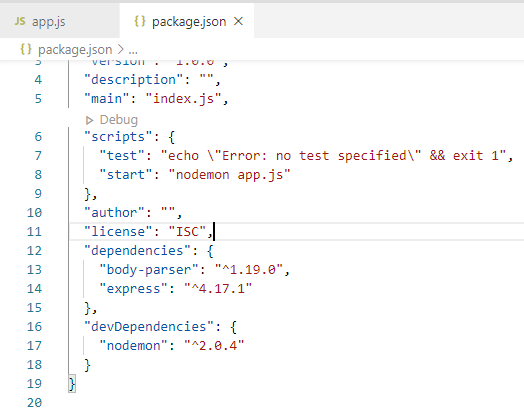 JS app.js
{} package.json ×
{} package.json > ...
3 "version": "1.0.0",
4 "description": "",
5 "main": "index.js",
Debug
6 "scripts": {
7 "test": "echo \"Error: no test specified\" && exit 1",
8 "start": "nodemon app.js"
9 },
10 "author": "",
11 "license": "ISC",
12 "dependencies": {
13 "body-parser": "^1.19.0",
14 "express": "^4.17.1"
15 },
16 "devDependencies": {
17 "nodemon": "^2.0.4"
18 }
19 }
20